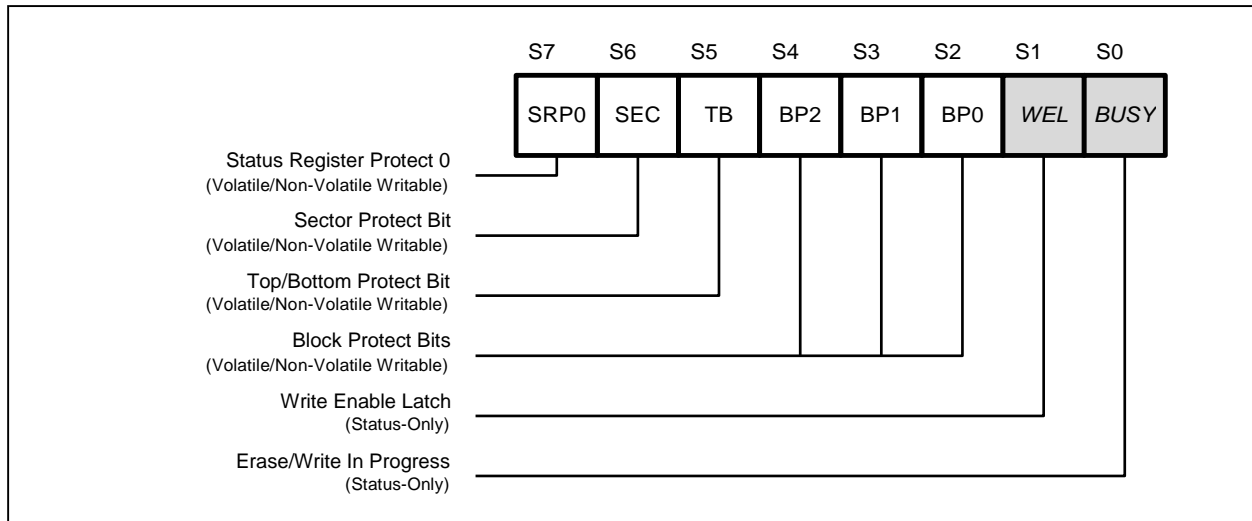 S7 S6 S5 S4 S3 S2 S1 S0
SRP0 SEC TB BP2 BP1 BP0 WEL BUSY
Status Register Protect 0
(Volatile/Non-Volatile Writable)
Sector Protect Bit
(Volatile/Non-Volatile Writable)
Top/Bottom Protect Bit
(Volatile/Non-Volatile Writable)
Block Protect Bits
(Volatile/Non-Volatile Writable)
Write Enable Latch
(Status-Only)
Erase/Write In Progress
(Status-Only)